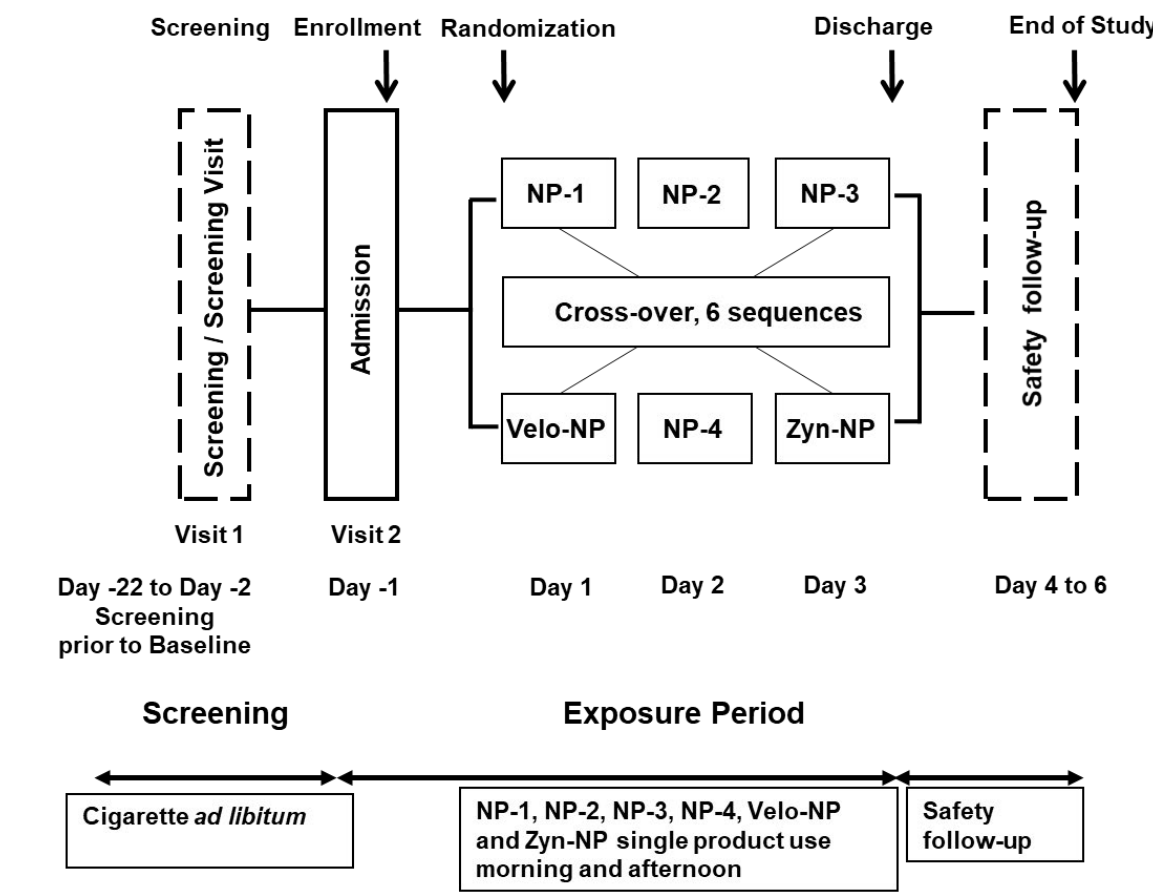 Screening Enrollment Randomization Discharge End of Study
Screening / Screening Visit
Admission
NP-1 NP-2 NP-3
Cross-over, 6 sequences
Velo-NP NP-4 Zyn-NP
Safety follow-up
Visit 1 Visit 2
Day -22 to Day -2 Day -1 Day 1 Day 2 Day 3 Day 4 to 6
Screening
prior to Baseline
Screening Exposure Period
Cigarette ad libitum
NP-1, NP-2, NP-3, NP-4, Velo-NP
and Zyn-NP single product use
morning and afternoon
Safety
follow-up